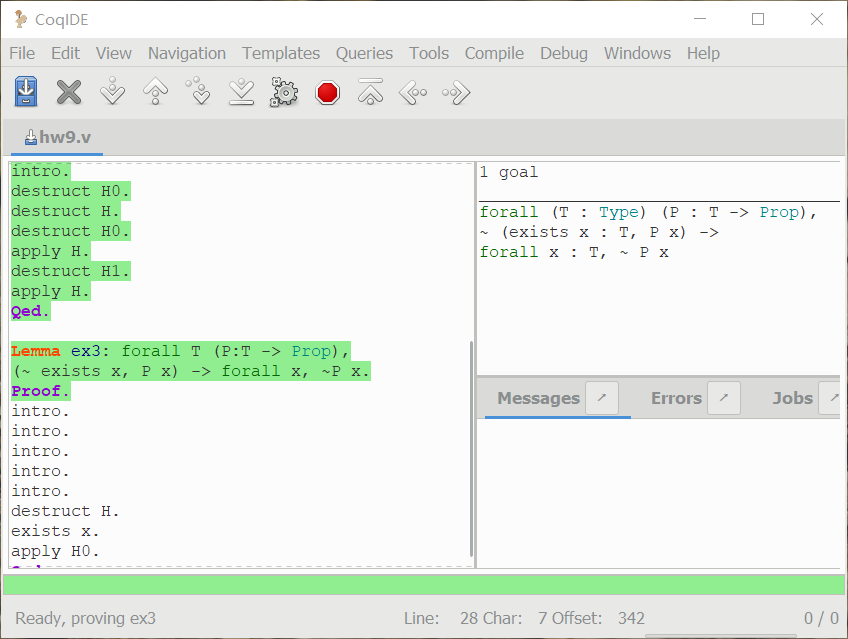 CoqIDE
File Edit View Navigation Templates Queries Tools Compile Debug Windows Help
hw9.v
intro.
destruct H0.
destruct H.
destruct H0.
apply H.
destruct H1.
apply H.
Qed.
Lemma ex3: forall T (P:T -> Prop),
(~ exists x, P x) -> forall x, ~P x.
Proof.
intro.
intro.
intro.
intro.
intro.
destruct H.
exists x.
apply H0.
1 goal
forall (T : Type) (P : T -> Prop),
~ (exists x : T, P x) ->
forall x : T, ~ P x
Messages Errors Jobs
Ready, proving ex3 Line: 28 Char: 7 Offset: 342 0 / 0